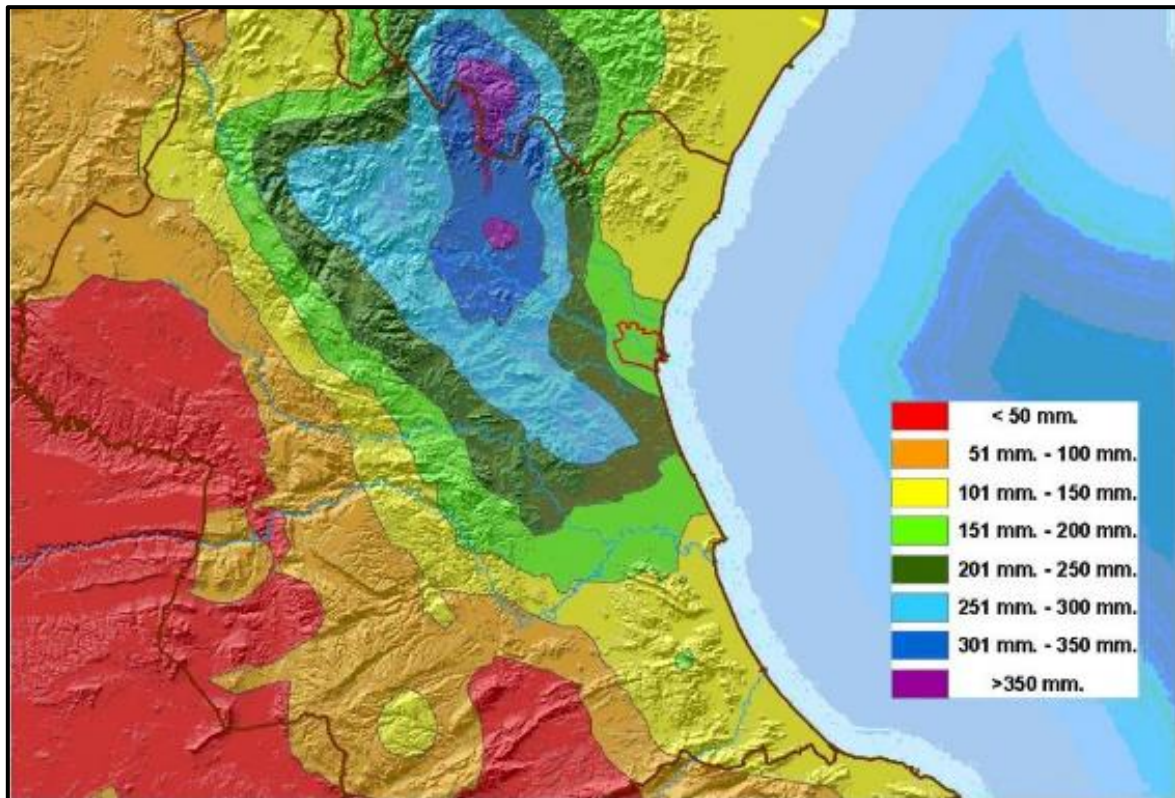 < 50 mm.
51 mm. - 100 mm.
101 mm. - 150 mm.
151 mm. - 200 mm.
201 mm. - 250 mm.
251 mm. - 300 mm.
301 mm. - 350 mm.
>350 mm.